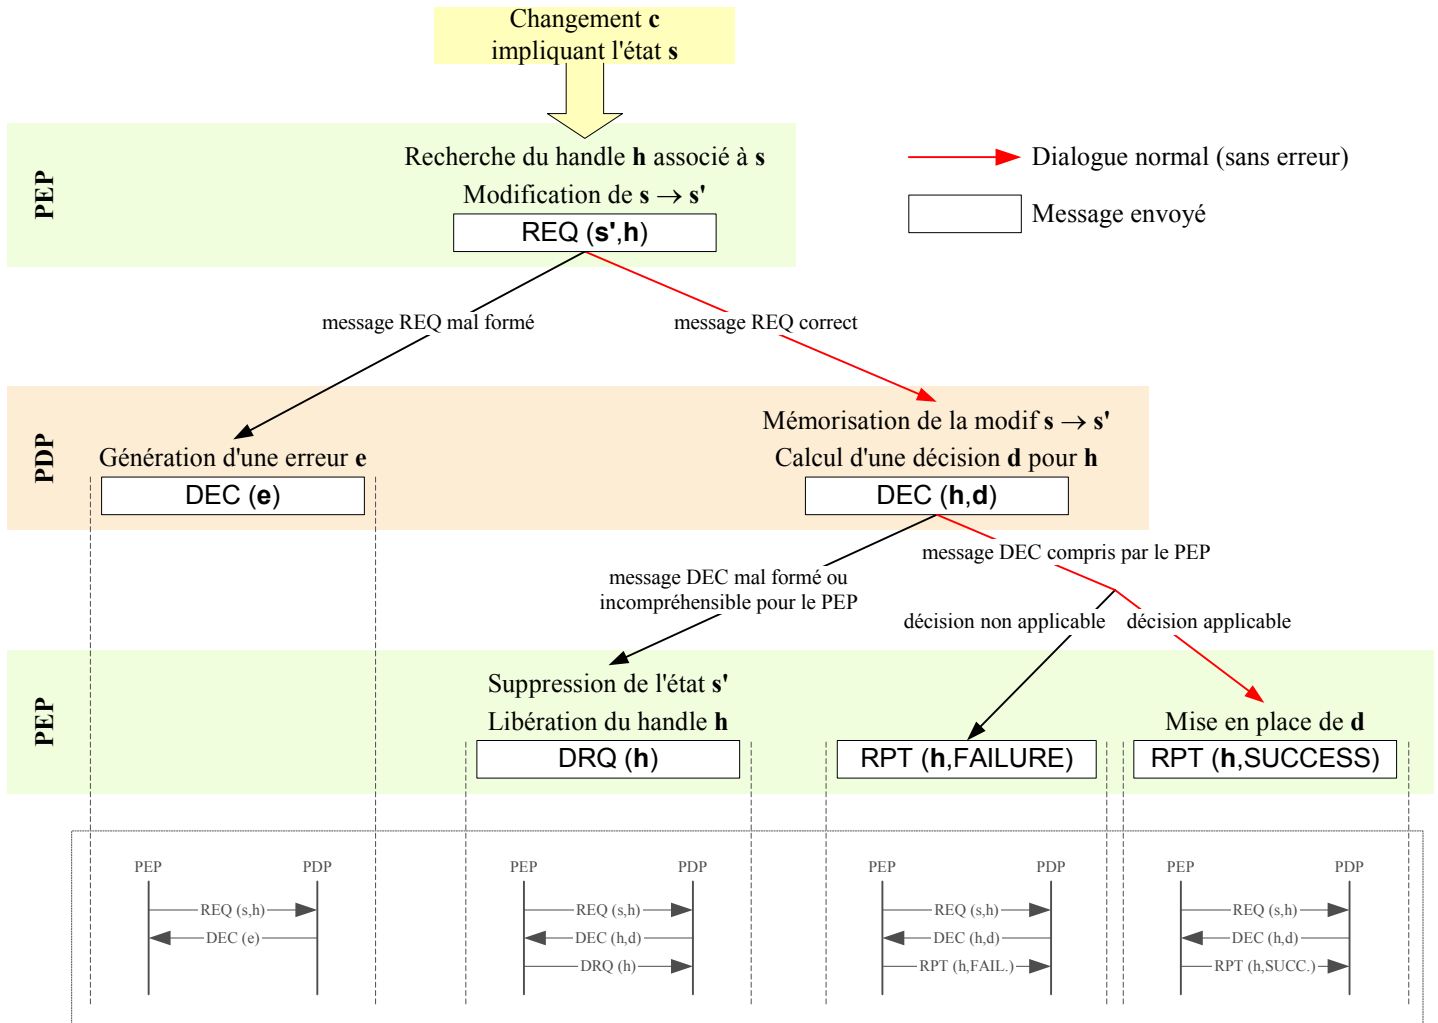 Changement c
impliquant l'état s
PEP
Recherche du handle h associé à s
Modification de s → s'
REQ (s',h)
Dialogue normal (sans erreur)
Message envoyé
message REQ mal formé
message REQ correct
PDP
Génération d'une erreur e
DEC (e)
Mémorisation de la modif s → s'
Calcul d'une décision d pour h
DEC (h,d)
message DEC mal formé ou
incompréhensible pour le PEP
message DEC compris par le PEP
décision non applicable
décision applicable
PEP
Suppression de l'état s'
Libération du handle h
DRQ (h)
RPT (h,FAILURE)
Mise en place de d
RPT (h,SUCCESS)
PEP PDP
REQ (s,h)
DEC (e)
PEP PDP
REQ (s,h)
DEC (h,d)
DRQ (h)
PEP PDP
REQ (s,h)
DEC (h,d)
RPT (h,FAIL.)
PEP PDP
REQ (s,h)
DEC (h,d)
RPT (h,SUCC.)